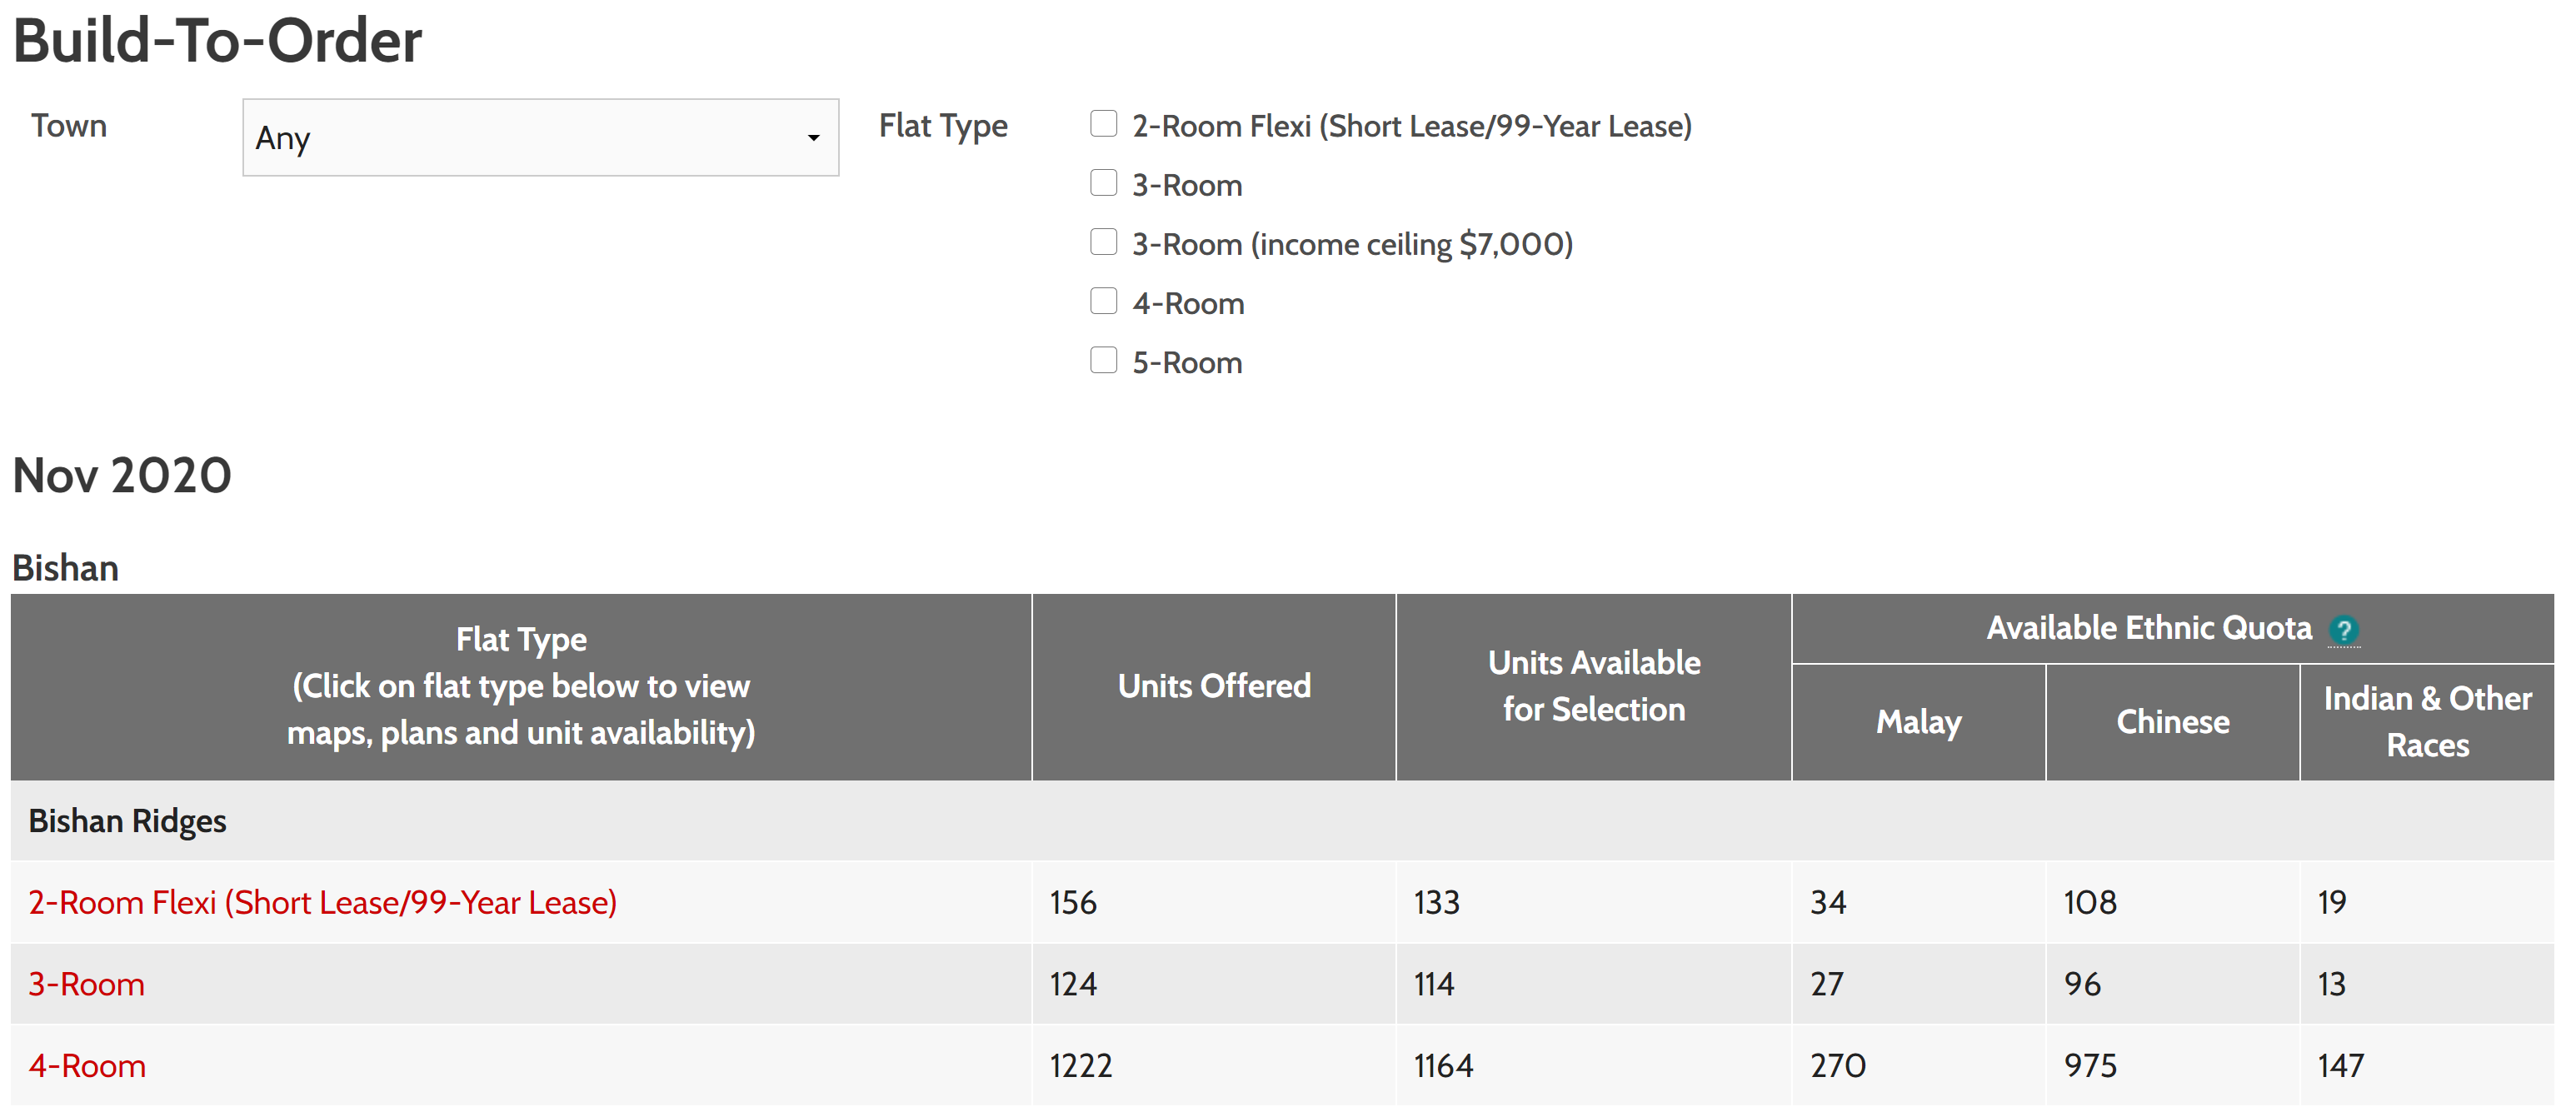 Build-To-Order
Town
Any
Flat Type
2-Room Flexi (Short Lease/99-Year Lease)
3-Room
3-Room (income ceiling $7,000)
4-Room
5-Room
Nov 2020
Bishan
Flat Type
(Click on flat type below to view
maps, plans and unit availability)
Units Offered
Units Available
for Selection
Available Ethnic Quota ?
Malay
Chinese
Indian & Other
Races
Bishan Ridges
2-Room Flexi (Short Lease/99-Year Lease) 156 133 34 108 19
3-Room 124 114 27 96 13
4-Room 1222 1164 270 975 147